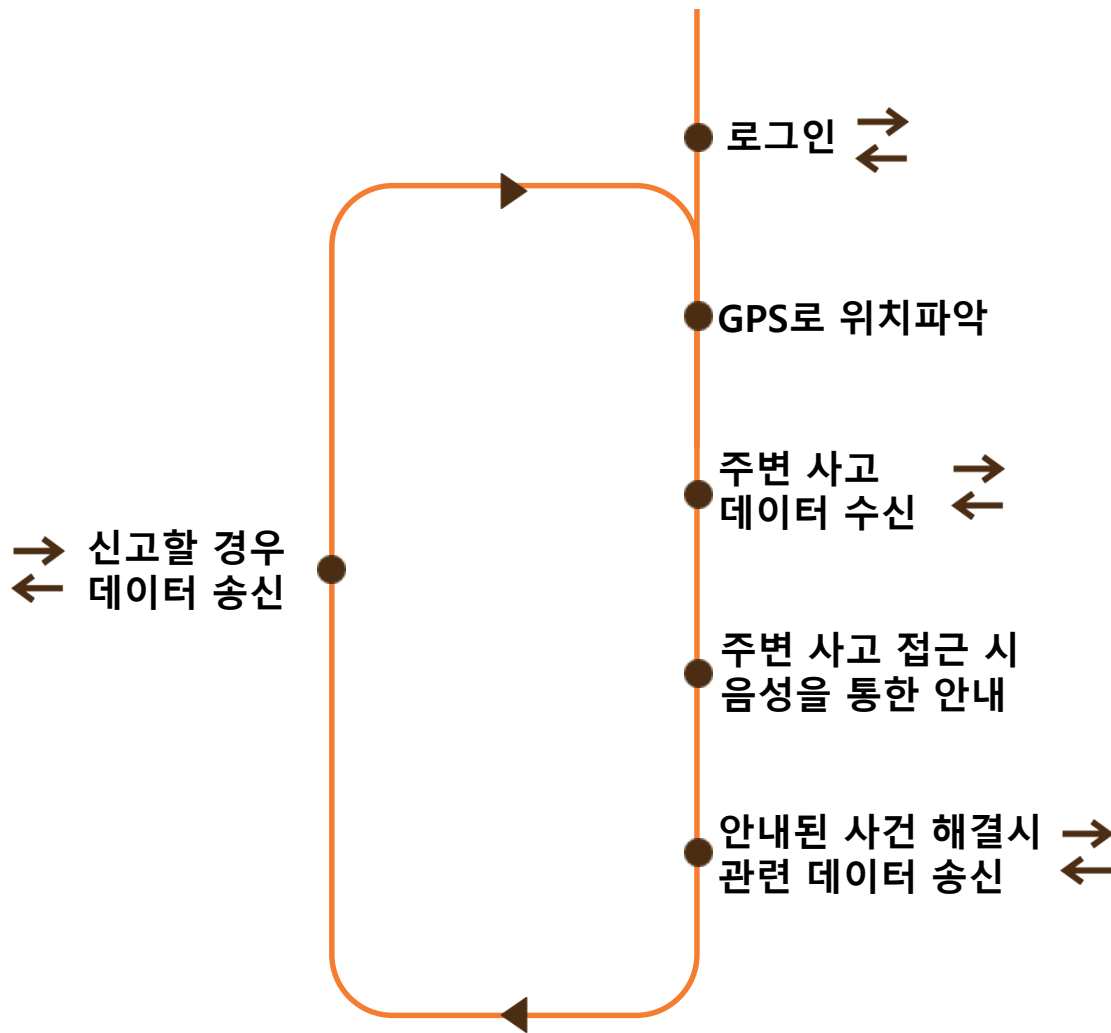 로그인
GPS로 위치파악
주변 사고
데이터 수신
신고할 경우
데이터 송신
주변 사고 접근 시
음성을 통한 안내
안내된 사건 해결시
관련 데이터 송신